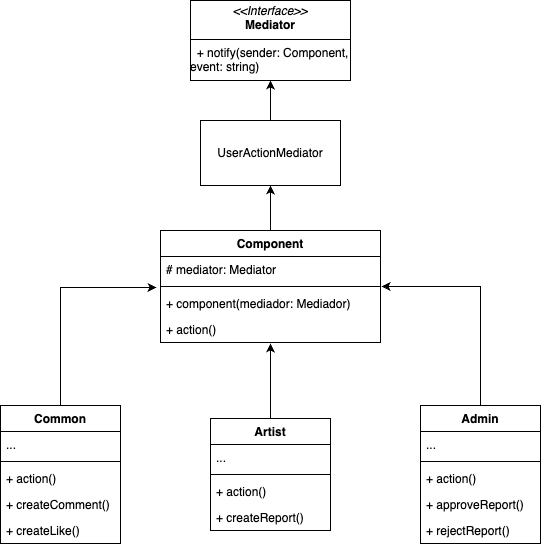 <<Interface>>
Mediator
+ notify(sender: Component,
event: string)
UserActionMediator
Component
# mediator: Mediator
+ component(mediador: Mediador)
+ action()
Common
...
+ action()
+ createComment()
+ createLike()
Artist
...
+ action()
+ createReport()
Admin
...
+ action()
+ approveReport()
+ rejectReport()